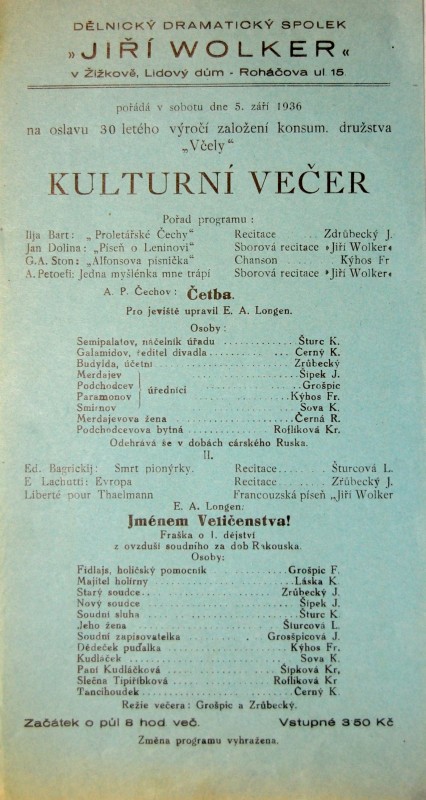 DĚLNICKÝ DRAMATICKÝ SPOLEK
»JIŘÍ WOLKER«
v Žižkově, Lidový dům - Roháčova ul 15
pořádá v sobotu dne 5. září 1936
na oslavu 30 letého výročí založení konsum. družstva
„Včely“
KULTURNÍ VEČER
Pořad programu :
Ilja Bart: „Proletářské Čechy“ Recitace ... Zdrůbecký J.
Jan Dolina: „Píseň o Leninovi“ Sborová recitace »Jiří Wolker«
G.A. Ston: „Alfonsova písnička“ Chanson .... Kýhos Fr
A. Petoefi: Jedna myšlénka mne trápí Sborová recitace »Jiří Wolker«
A. P. Čechov: Četba.
Pro jeviště upravil E. A. Longen.
Osoby:
Semipalatov, náčelník úřadu .... Šturc K.
Galamidov, ředitel divadla .... Černý K.
Budylda, účetní .... Zrůbecký
Merdajev .... Šípek J.
Podchodcev úředníci .... Grošpic
Paramonov .... Kýhos Fr.
Smirnov .... Sova K.
Merdajevova žena .... Černá R.
Podchodcevova bytná .... Roflíková Kr.
Odehrává še v dobách cárského Ruska.
II.
Ed. Bagrickij: Smrt pionýrky. Recitace .... Šturcová L.
E Lachutti: Evropa Recitace .... Zrůbecký J.
Liberté pour Thaelmann Francouzská píseň „Jiří Wolker
E. A. Longen:
Jménem Veličenstva!
Fraška o 1. dějství
z ovzduší soudního za dob Rakouska.
Osoby:
Fidlajs, holičský pomocník .... Grošpic F.
Majitel holírny .... Láska K
Starý soudce .... Zrůbecký J.
Nový soudce .... Šípek J.
Soudní sluha .... Šturc K
Jeho žena .... Šturcová L.
Soudní zapisovatelka .... Grosšpicová J.
Dědeček puďalka .... Kýhos Fr.
Kudláček .... Sova K.
Paní Kudláčková .... Šípková Kr,
Slečna Tipiřibková .... Roflíková Kr
Tancihoudek .... Černý K
Režie večera: Grošpic a Zrůbecký.
Začátek o půl 8 hod več. Vstupné 3 50 Kč
Změna programu vyhražena.